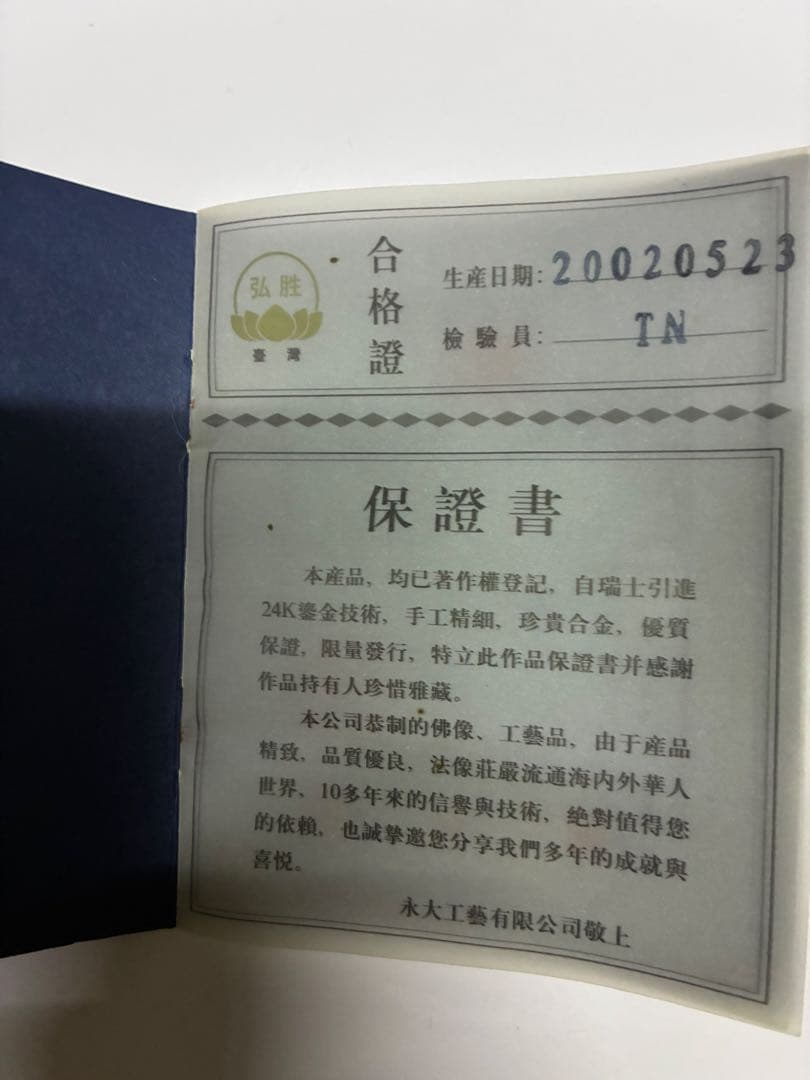 弘胜
臺灣
合格證
生産日期：20020523
檢驗員：TN
保證書
本産品，均已著作權登記，自瑞士引進
24K鎏金技術，手工精細，珍貴合金，優質
保證，限量發行，特立此作品保證書并感謝
作品持有人珍惜雅藏。
本公司恭制的佛像、工藝品，由于産品
精致，品質優良，法像莊嚴流通海内外華人
世界、10多年來的信譽與技術，絶對值得您
的依賴，也誠摯邀您分享我們多年的成就與
喜悦。
永大工藝有限公司敬上